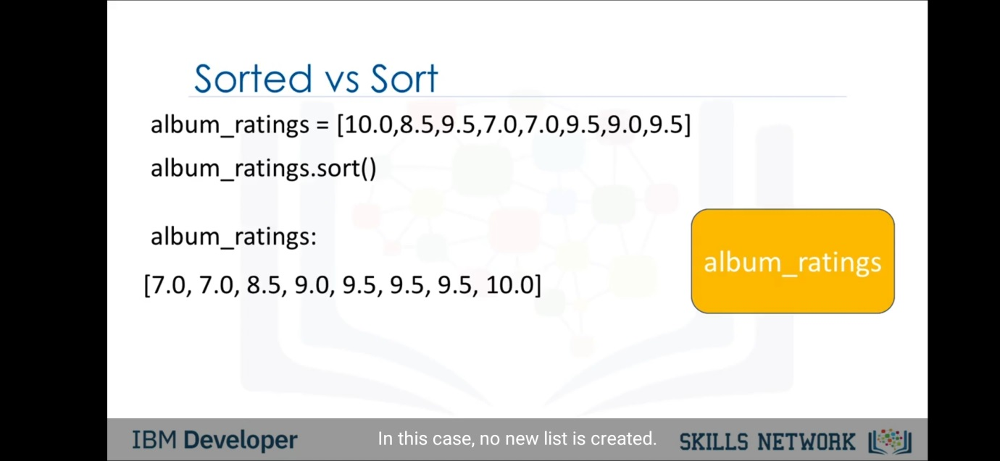 Sorted vs Sort
album_ratings = [10.0,8.5,9.5,7.0,7.0,9.5,9.0,9.5]
album_ratings.sort()
album_ratings:
album_ratings
[7.0, 7.0, 8.5, 9.0, 9.5, 9.5, 9.5, 10.0]
IBM Developer
In this case, no new list is created.
SKILLS NETWORK